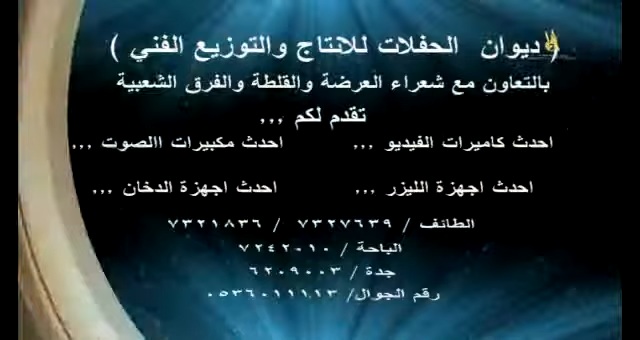 ( ديوان الحفلات للانتاج والتوزيع الفني )
بالتعاون مع شعراء العرضة والقلطة والفرق الشعبية
تقدم لكم ,,,
احدث كاميرات الفيديو ... احدث مكبيرات االصوت ...
احدث اجهزة الليزر ... احدث اجهزة الدخان ...
الطائف / ٧٣٢٧٦٣٩ / ٧٣٢١٨٣٦
الباحة / ٧٢٤٢٠١٠
جدة / ٦٢٠٩٠٠٣
رقم الجوال/ ٠٥٣٦٠١١١١٣